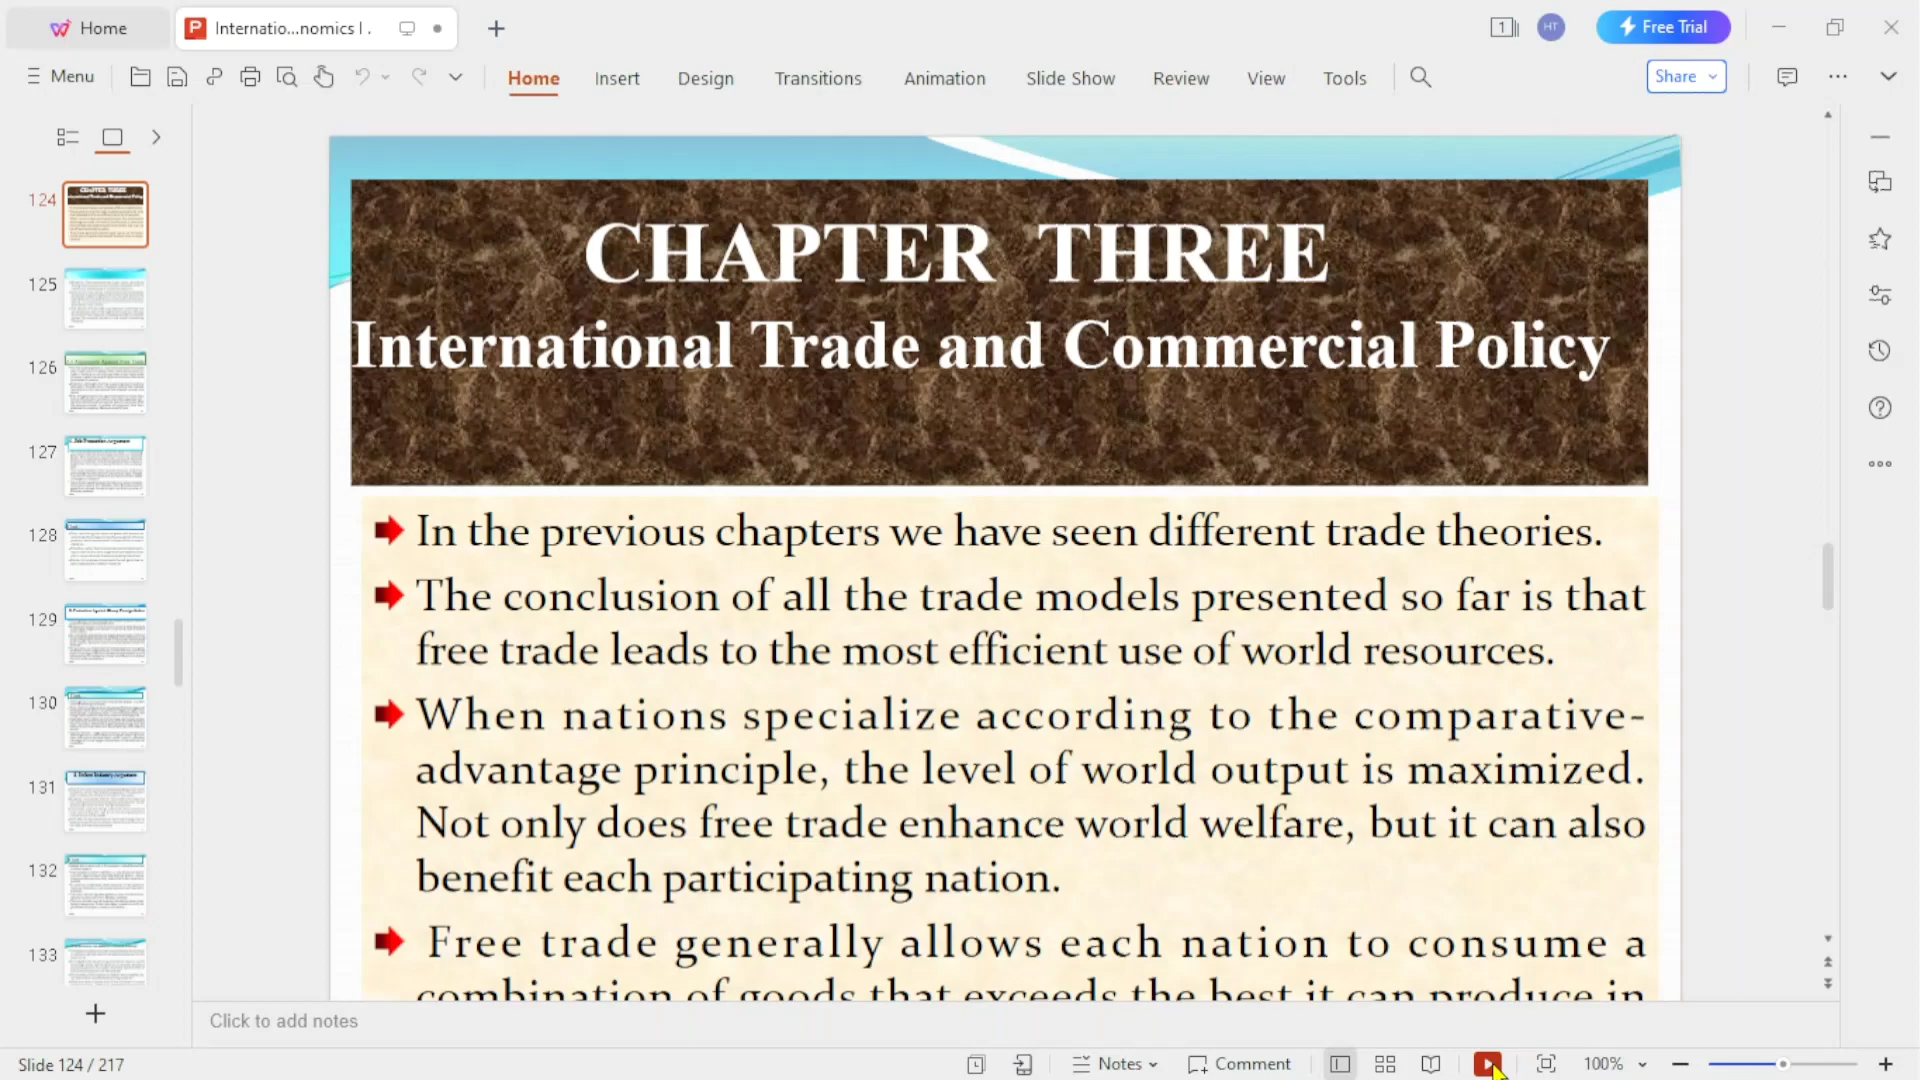 Home
Internatio...nomics I .
1
HT
Free Trial
Menu
Home
Insert
Design
Transitions
Animation
Slide Show
Review
View
Tools
Share
124
125
126
127
128
129
130
131
132
133
CHAPTER THREE
International Trade and Commercial Policy
In the previous chapters we have seen different trade theories.
The conclusion of all the trade models presented so far is that
free trade leads to the most efficient use of world resources.
When nations specialize according to the comparative-
advantage principle, the level of world output is maximized.
Not only does free trade enhance world welfare, but it can also
benefit each participating nation.
Free trade generally allows each nation to consume a
combination of goods that exceeds the best it can produce in
Click to add notes
Slide 124 / 217
Notes
Comment
100%